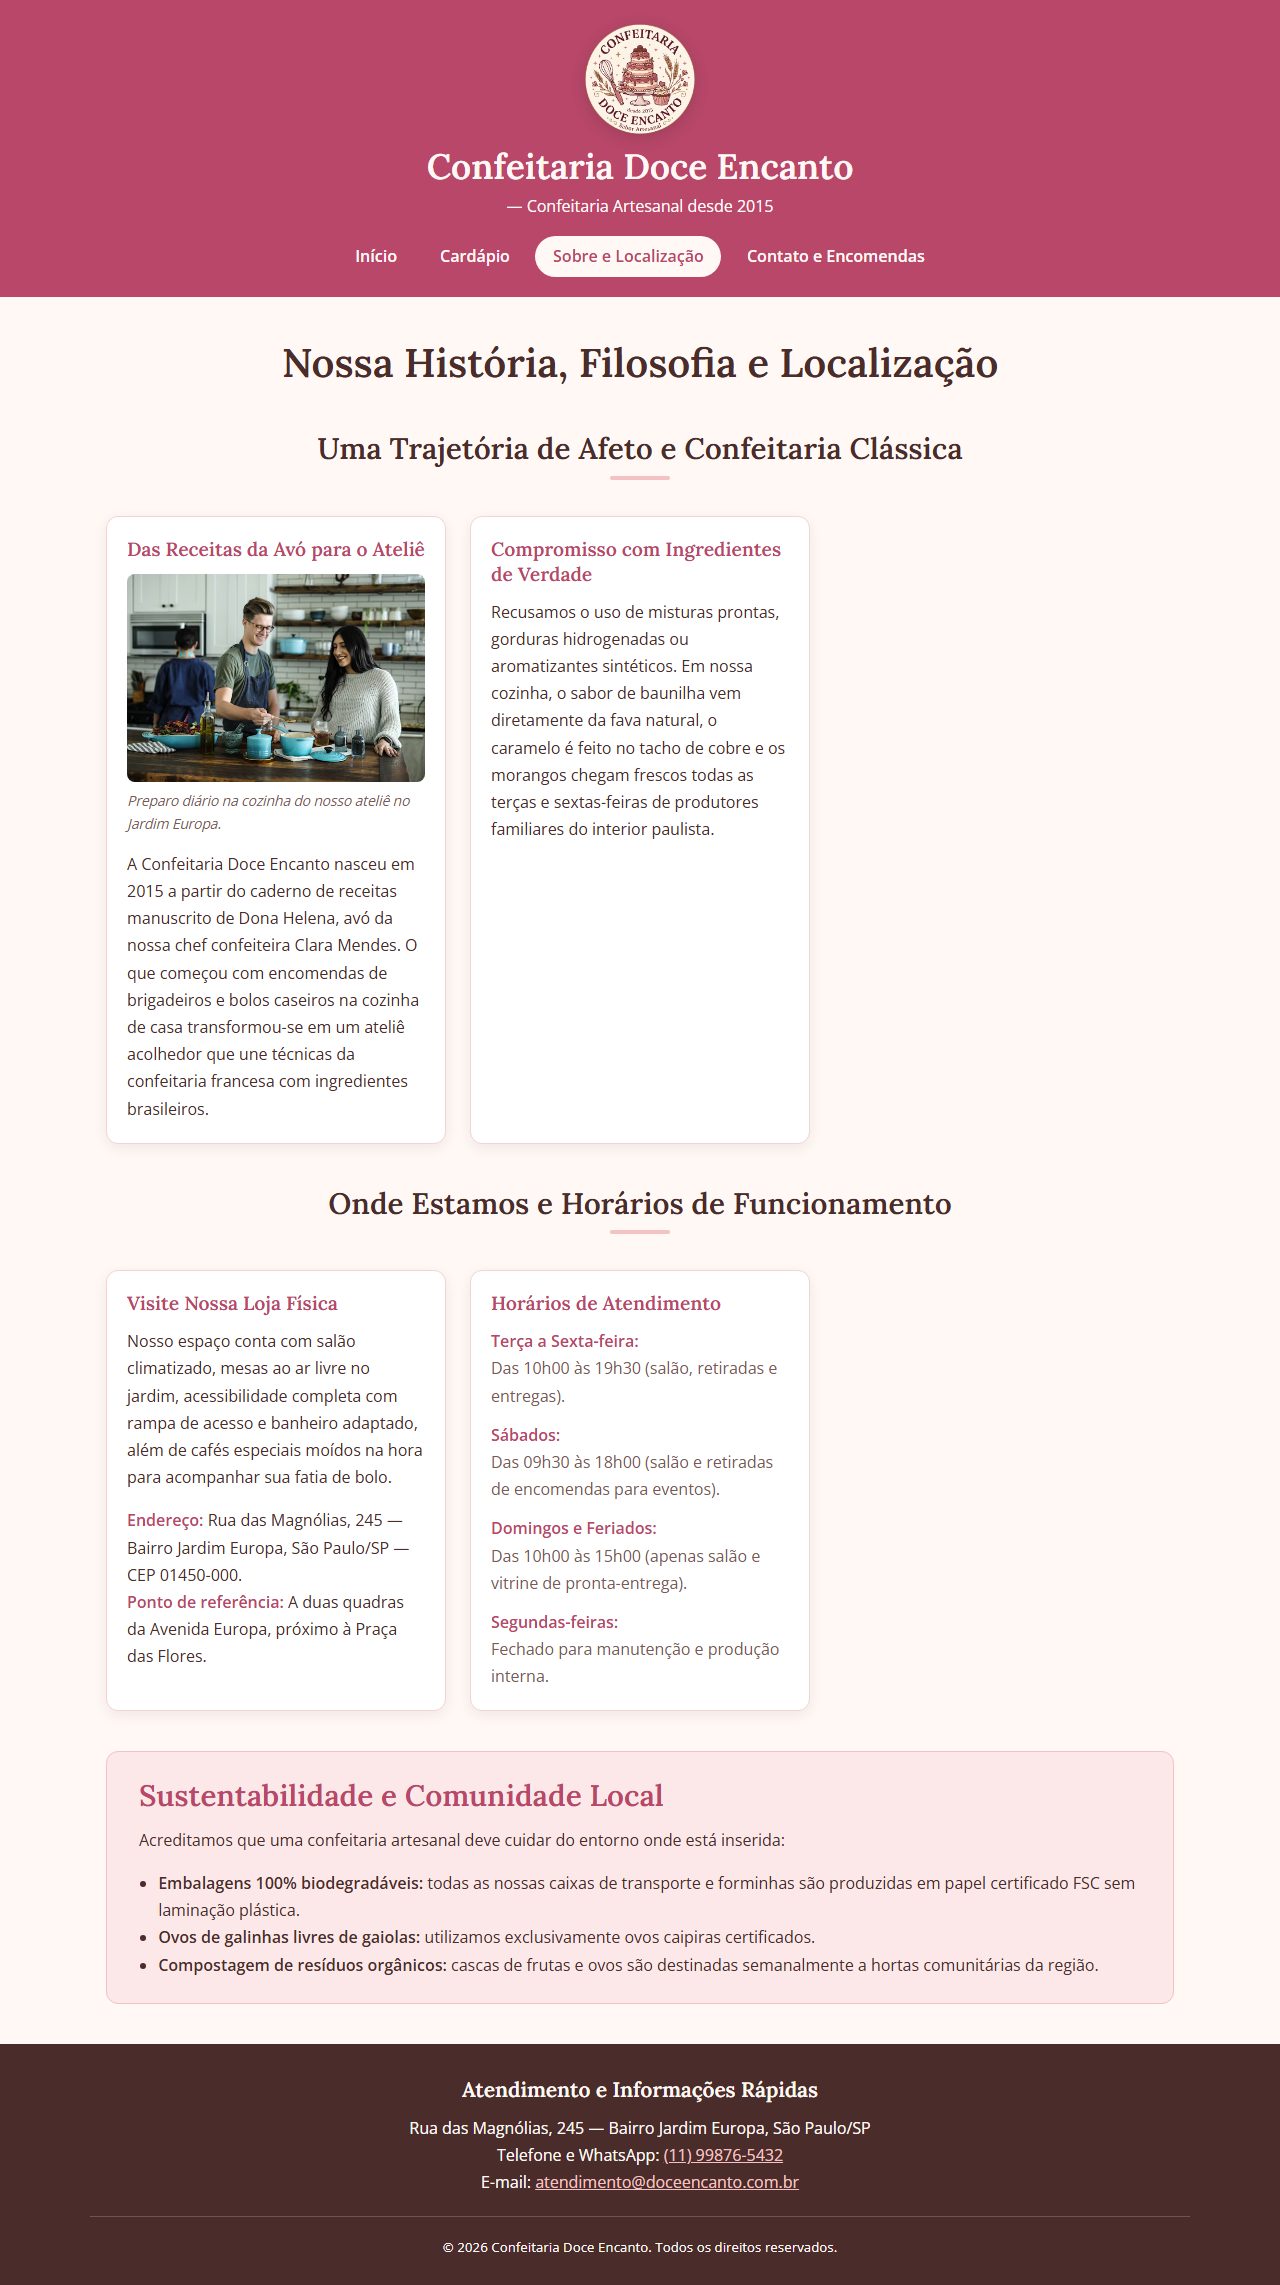 CONFEITARIA
desde 2015
DOCE ENCANTO
Sabor Artesanal
Confeitaria Doce Encanto
— Confeitaria Artesanal desde 2015
Início Cardápio Sobre e Localização Contato e Encomendas
Nossa História, Filosofia e Localização
Uma Trajetória de Afeto e Confeitaria Clássica
Das Receitas da Avó para o Ateliê
Preparo diário na cozinha do nosso ateliê no
Jardim Europa.
A Confeitaria Doce Encanto nasceu em
2015 a partir do caderno de receitas
manuscrito de Dona Helena, avó da
nossa chef confeiteira Clara Mendes. O
que começou com encomendas de
brigadeiros e bolos caseiros na cozinha
de casa transformou-se em um ateliê
acolhedor que une técnicas da
confeitaria francesa com ingredientes
brasileiros.
Compromisso com Ingredientes
de Verdade
Recusamos o uso de misturas prontas,
gorduras hidrogenadas ou
aromatizantes sintéticos. Em nossa
cozinha, o sabor de baunilha vem
diretamente da fava natural, o
caramelo é feito no tacho de cobre e os
morangos chegam frescos todas as
terças e sextas-feiras de produtores
familiares do interior paulista.
Onde Estamos e Horários de Funcionamento
Visite Nossa Loja Física
Nosso espaço conta com salão
climatizado, mesas ao ar livre no
jardim, acessibilidade completa com
rampa de acesso e banheiro adaptado,
além de cafés especiais moídos na hora
para acompanhar sua fatia de bolo.
Endereço: Rua das Magnólias, 245 —
Bairro Jardim Europa, São Paulo/SP —
CEP 01450-000.
Ponto de referência: A duas quadras
da Avenida Europa, próximo à Praça
das Flores.
Horários de Atendimento
Terça a Sexta-feira:
Das 10h00 às 19h30 (salão, retiradas e
entregas).
Sábados:
Das 09h30 às 18h00 (salão e retiradas
de encomendas para eventos).
Domingos e Feriados:
Das 10h00 às 15h00 (apenas salão e
vitrine de pronta-entrega).
Segundas-feiras:
Fechado para manutenção e produção
interna.
Sustentabilidade e Comunidade Local
Acreditamos que uma confeitaria artesanal deve cuidar do entorno onde está inserida:
• Embalagens 100% biodegradáveis: todas as nossas caixas de transporte e forminhas são produzidas em papel certificado FSC sem
laminação plástica.
• Ovos de galinhas livres de gaiolas: utilizamos exclusivamente ovos caipiras certificados.
• Compostagem de resíduos orgânicos: cascas de frutas e ovos são destinadas semanalmente a hortas comunitárias da região.
Atendimento e Informações Rápidas
Rua das Magnólias, 245 — Bairro Jardim Europa, São Paulo/SP
Telefone e WhatsApp: (11) 99876-5432
E-mail: atendimento@doceencanto.com.br
© 2026 Confeitaria Doce Encanto. Todos os direitos reservados.